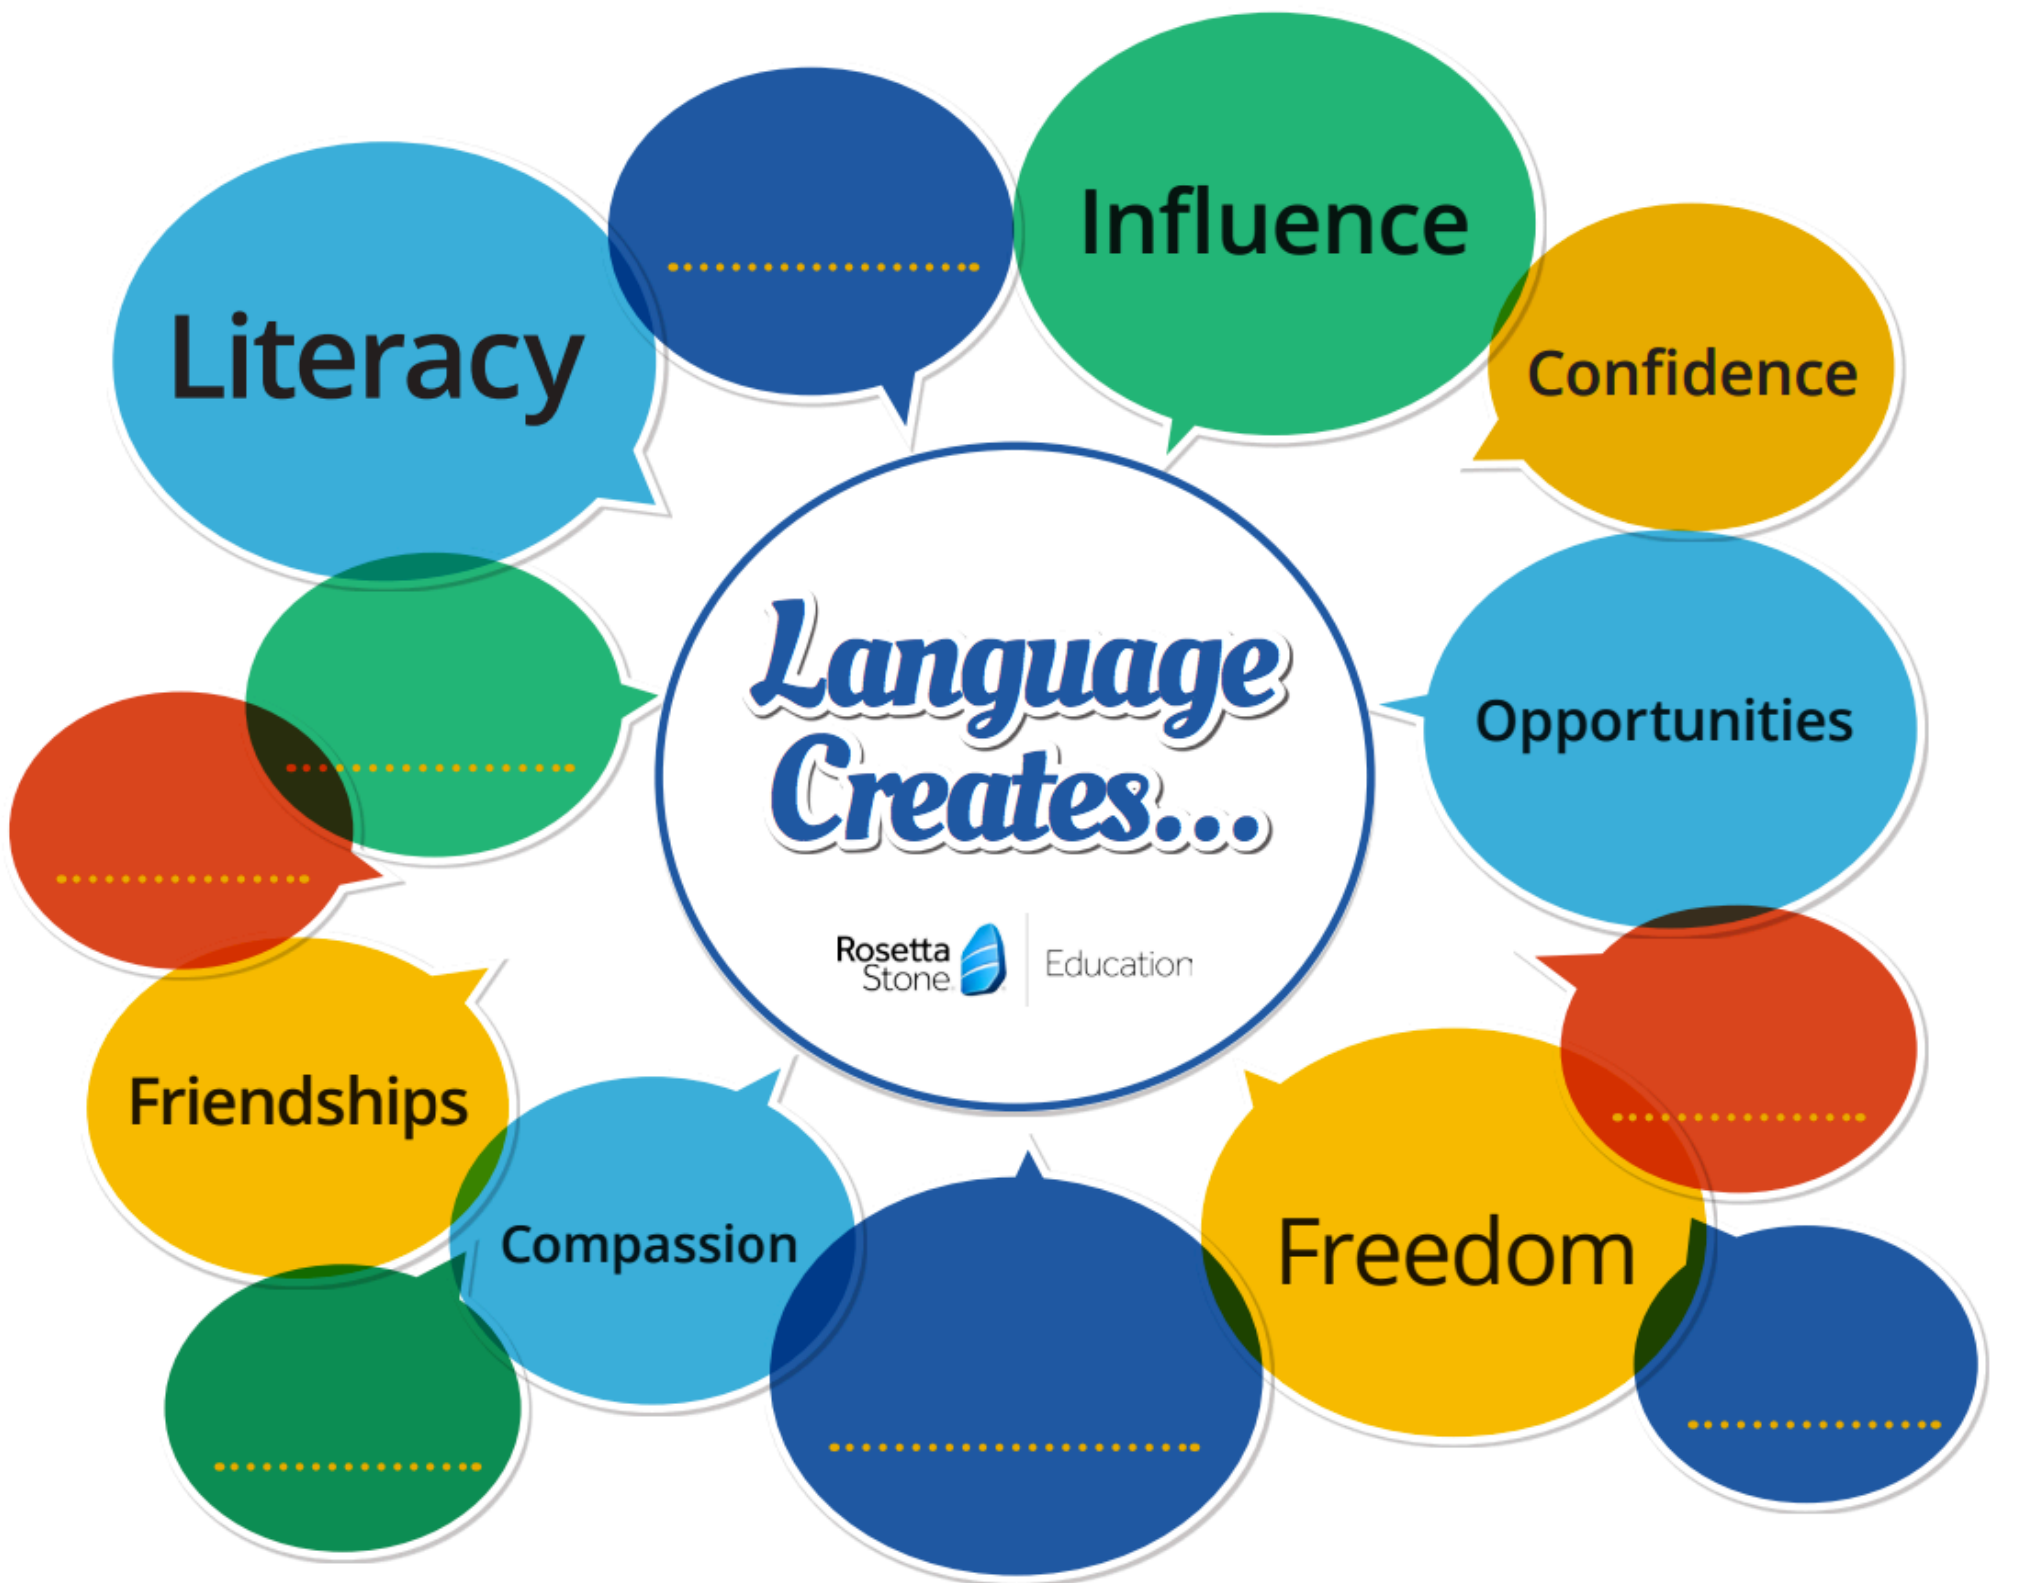 Literacy
Influence
Confidence
Language
Creates...
Opportunities
Rosetta
Stone
Education
Friendships
Compassion
Freedom